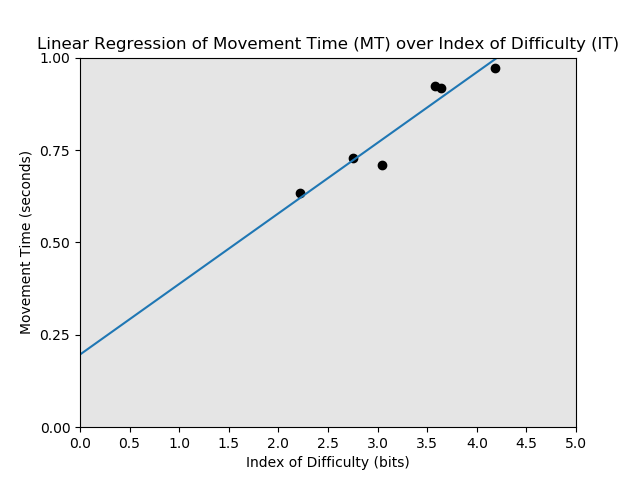 Linear Regression of Movement Time (MT) over Index of Difficulty (IT)
1.00
0.75
0.50
0.25
0.00
Movement Time (seconds)
0.0 0.5 1.0 1.5 2.0 2.5 3.0 3.5 4.0 4.5 5.0
Index of Difficulty (bits)